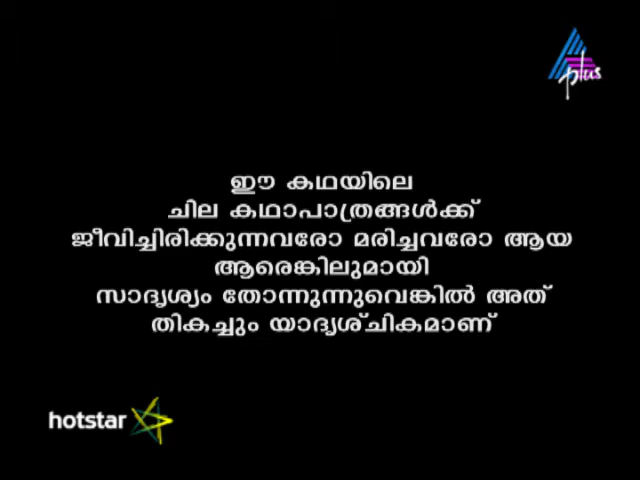 plus
ഈ കഥയിലെ
ചില കഥാപാത്രങ്ങൾക്ക്
ജീവിച്ചിരിക്കുന്നവരോ മരിച്ചവരോ ആയ
ആരെങ്കിലുമായി
സാദൃശ്യം തോന്നുന്നുവെങ്കിൽ അത്
തികച്ചും യാദൃശ്ചികമാണ്
hotstar